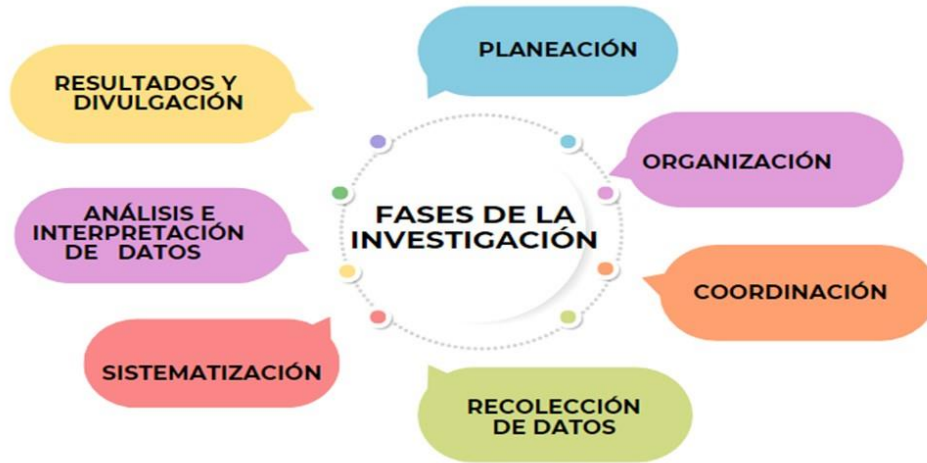 PLANEACIÓN
RESULTADOS Y
DIVULGACIÓN
ORGANIZACIÓN
FASES DE LA
INVESTIGACIÓN
ANÁLISIS E
INTERPRETACIÓN
DE DATOS
COORDINACIÓN
SISTEMATIZACIÓN
RECOLECCIÓN
DE DATOS